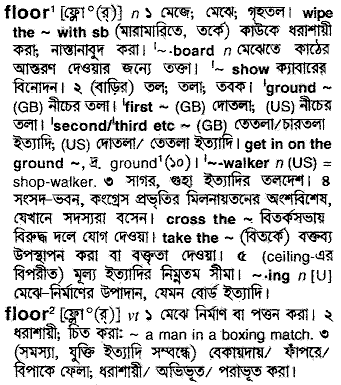 floor¹ [ফ্লোˑ(র্)] n ১ মেজে; মেঝে; গৃহতল। wipe
the ~ with sb (মারামারিতে, তর্কে) কাউকে ধরাশায়ী
করা; নাস্তানাবুদ করা। ˈ~·board n মেঝেতে কাঠের
আস্তরণ দেওয়ার জন্যে তক্তা। ˈ~ show ক্যাবারের
বিনোদন। ২ (বাড়ির) তল; তলা; তবক। ˈground ~
(GB) নীচের তলা। ˈfirst ~ (GB) দোতলা; (US) নীচের
তলা। ˈsecond/ˈthird etc ~ (GB) তেতলা/চারতলা
ইত্যাদি; (US) দোতলা/ তেতলা ইত্যাদি। get in on the
ground ~, দ্র. ground¹(১০)। ˈ~-walker n (US) =
shop-walker. ৩ সাগর, গুহা ইত্যাদির তলদেশ। ৪
সংসদ-ভবন, কংগ্রেস প্রভৃতির মিলনায়তনের অংশবিশেষ,
যেখানে সদস্যরা বসেন। cross the ~ বিতর্কসভায়
বিরুদ্ধ দলে যোগ দেওয়া। take the ~ (বিতর্কে) বক্তব্য
উপস্থাপন করা বা বক্তৃতা দেওয়া। ৫ (ceiling-এর
বিপরীত) মূল্য ইত্যাদির নিম্নতম সীমা। ~·ing n [U]
মেঝে-নির্মাণের উপাদান, যেমন বোর্ড ইত্যাদি।
floor² [ফ্লোˑ(র্)] vt ১ মেঝে নির্মাণ বা পত্তন করা। ২
ধরাশায়ী; চিত করা: ~ a man in a boxing match. ৩
(সমস্যা, যুক্তি ইত্যাদি সম্বন্ধে) বেকায়দায়/ ফাঁপরে/
বিপাকে ফেলা; ধরাশায়ী/ অভিভূত/ পরাভূত করা।